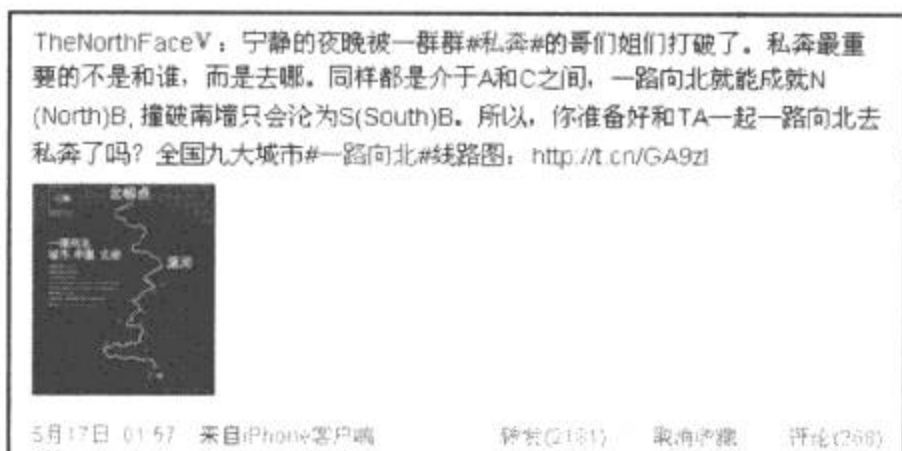 TheNorthFaceV：宁静的夜晚被一群群#私奔#的哥们姐们打破了。私奔最重
要的不是和谁，而是去哪。同样都是介于A和C之间，一路向北就能成就N
(North)B, 撞破南墙只会沦为S(South)B。所以，你准备好和TA一起一路向北去
私奔了吗？全国九大城市#一路向北#线路图：http://t.cn/GA9zI
北极点
漠河
5月17日 01:57 来自iPhone客户端 转发(2181) 取消收藏 评论(268)